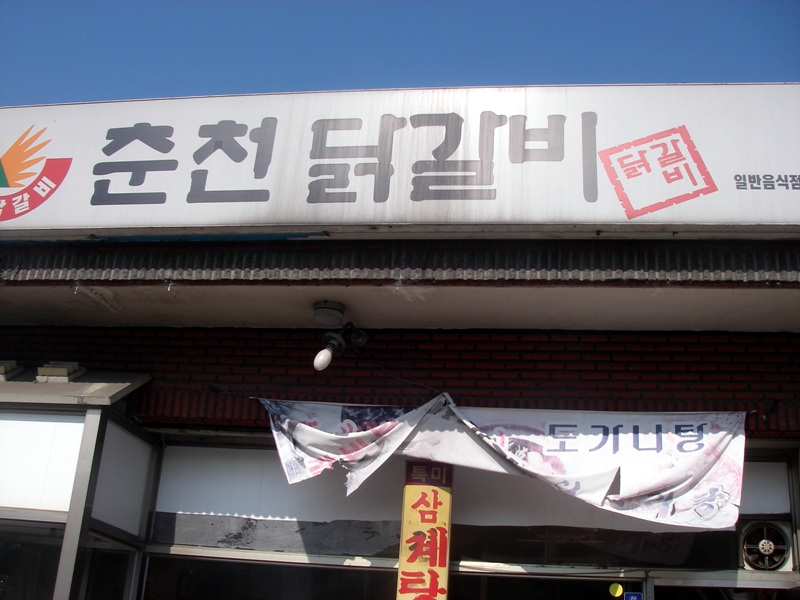 춘천 닭갈비
닭갈비
닭갈비
일반음식점
도가니탕
특미
삼계탕